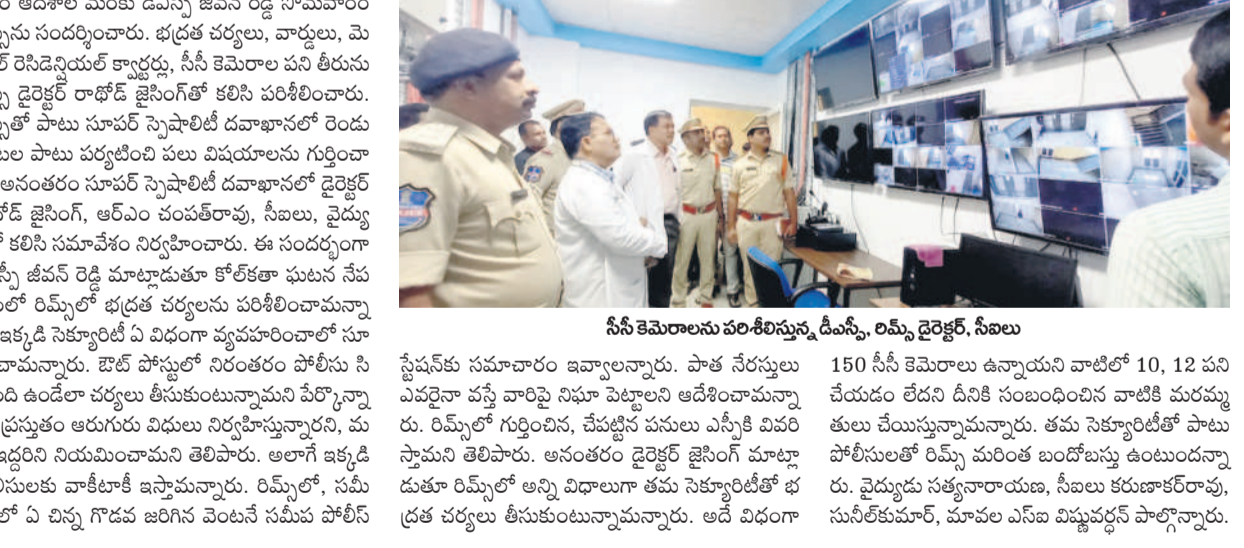 ఆదేశాల మేరకు డీఎస్పీ జీవన్ రెడ్డి సోమవారం
సందర్శించారు. భద్రత చర్యలు, వార్డులు, మె
రెసిడెన్షియల్ క్వార్టర్లు, సీసీ కెమెరాల పని తీరును
డైరెక్టర్ రాథోడ్ జైసింగ్‌తో కలిసి పరిశీలించారు.
పాటు సూపర్ స్పెషాలిటీ దవాఖానలో రెండు
పాటు పర్యటించి పలు విషయాలను గుర్తించా
అనంతరం సూపర్ స్పెషాలిటీ దవాఖానలో డైరెక్టర్
జైసింగ్, ఆర్ఎం చంపత్‌రావు, సీఐలు, వైద్యు
కలిసి సమావేశం నిర్వహించారు. ఈ సందర్భంగా
జీవన్ రెడ్డి మాట్లాడుతూ కోల్‌కతా ఘటన నేప
రిమ్స్‌లో భద్రత చర్యలను పరిశీలించామన్నా
ఇక్కడి సెక్యూరిటీ ఏ విధంగా వ్యవహరించాలో సూ
ఔట్ పోస్టులో నిరంతరం పోలీసు సి
ఉండేలా చర్యలు తీసుకుంటున్నామని పేర్కొన్నా
ప్రస్తుతం ఆరుగురు విధులు నిర్వహిస్తున్నారని, మ
ఇద్దరిని నియమించామని తెలిపారు. అలాగే ఇక్కడి
వాకీటాకీ ఇస్తామన్నారు. రిమ్స్‌లో, సమీ
ఏ చిన్న గొడవ జరిగిన వెంటనే సమీప పోలీస్
సీసీ కెమెరాలను పరిశీలిస్తున్న డీఎస్పీ, రిమ్స్ డైరెక్టర్, సీఐలు
స్టేషన్‌కు సమాచారం ఇవ్వాలన్నారు. పాత నేరస్తులు
ఎవరైనా వస్తే వారిపై నిఘా పెట్టాలని ఆదేశించామన్నా
రు. రిమ్స్‌లో గుర్తించిన, చేపట్టిన పనులు ఎస్పీకి వివరి
స్తామని తెలిపారు. అనంతరం డైరెక్టర్ జైసింగ్ మాట్లా
డుతూ రిమ్స్‌లో అన్ని విధాలుగా తమ సెక్యూరిటీతో భ
ద్రత చర్యలు తీసుకుంటున్నామన్నారు. అదే విధంగా
150 సీసీ కెమెరాలు ఉన్నాయని వాటిలో 10, 12 పని
చేయడం లేదని దీనికి సంబంధించిన వాటికి మరమ్మ
తులు చేయిస్తున్నామన్నారు. తమ సెక్యూరిటీతో పాటు
పోలీసులతో రిమ్స్ మరింత బందోబస్తు ఉంటుందన్నా
రు. వైద్యుడు సత్యనారాయణ, సీఐలు కరుణాకర్‌రావు,
సునీల్‌కుమార్, మావల ఎస్ఐ విష్ణువర్ధన్ పాల్గొన్నారు.